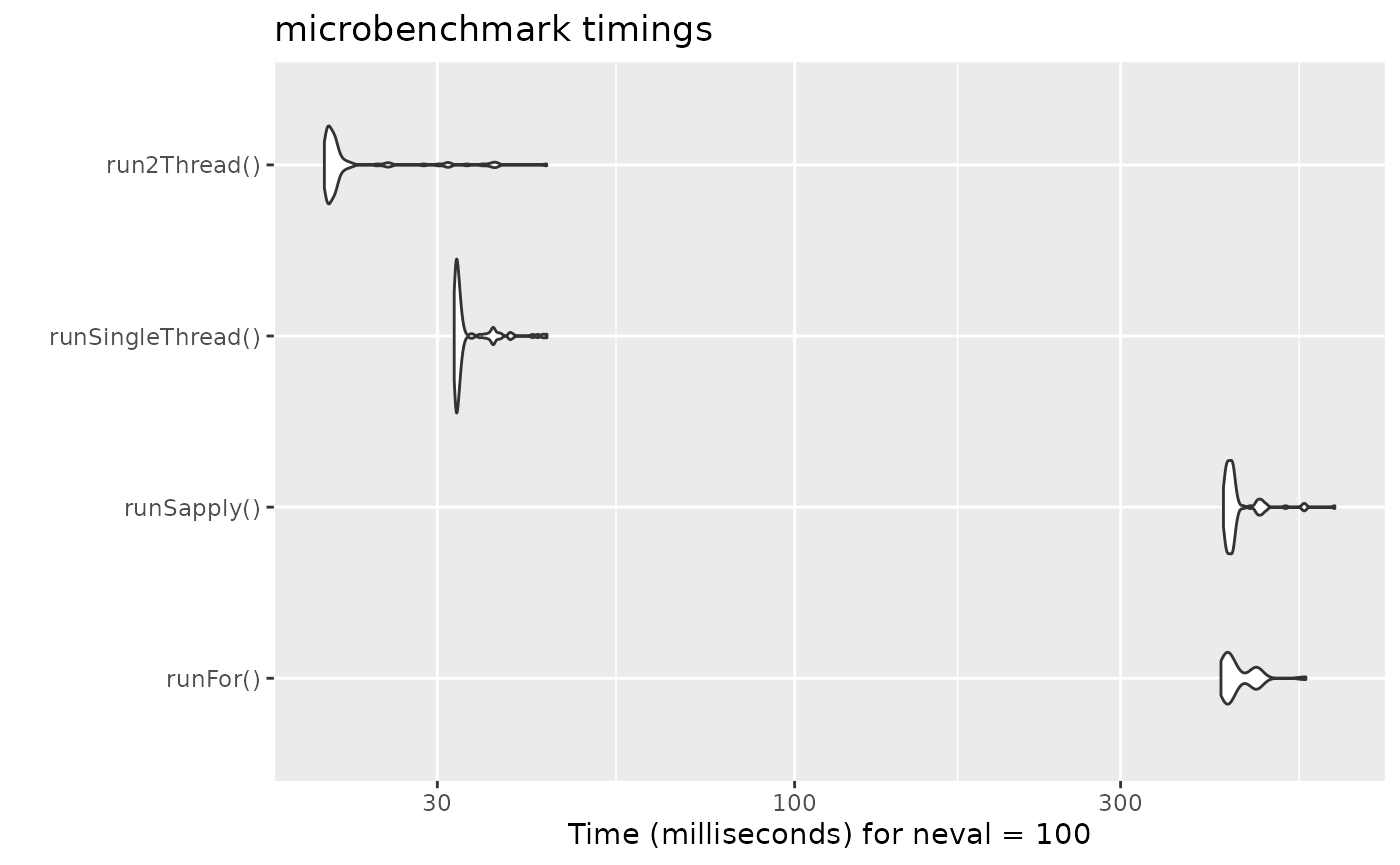 microbenchmark timings
run2Thread()
runSingleThread()
runSapply()
runFor()
30 100 300
Time (milliseconds) for neval = 100